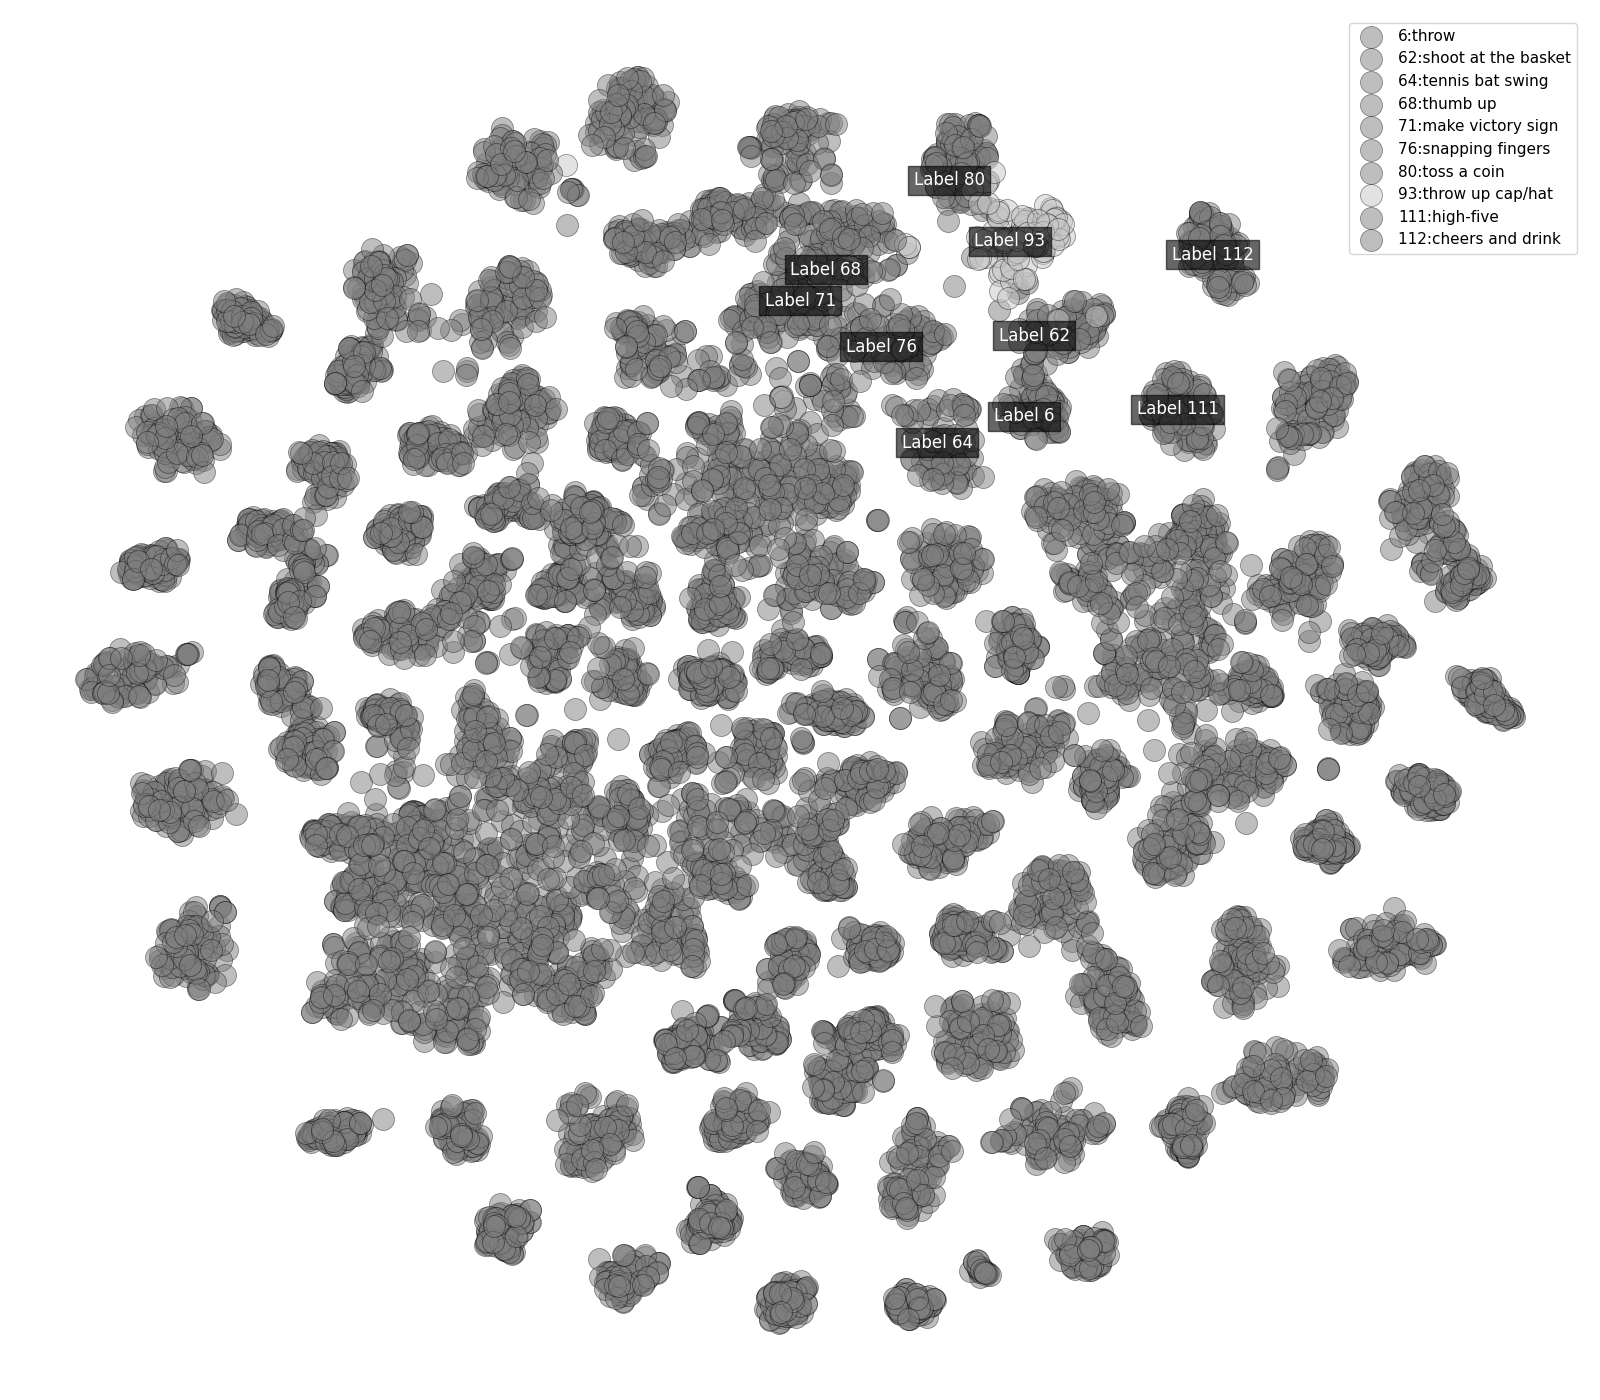 6:throw
62:shoot at the basket
64:tennis bat swing
68:thumb up
71:make victory sign
76:snapping fingers
80:toss a coin
93:throw up cap/hat
111:high-five
112:cheers and drink
Label 80
Label 93
Label 112
Label 68
Label 71
Label 62
Label 76
Label 111
Label 6
Label 64